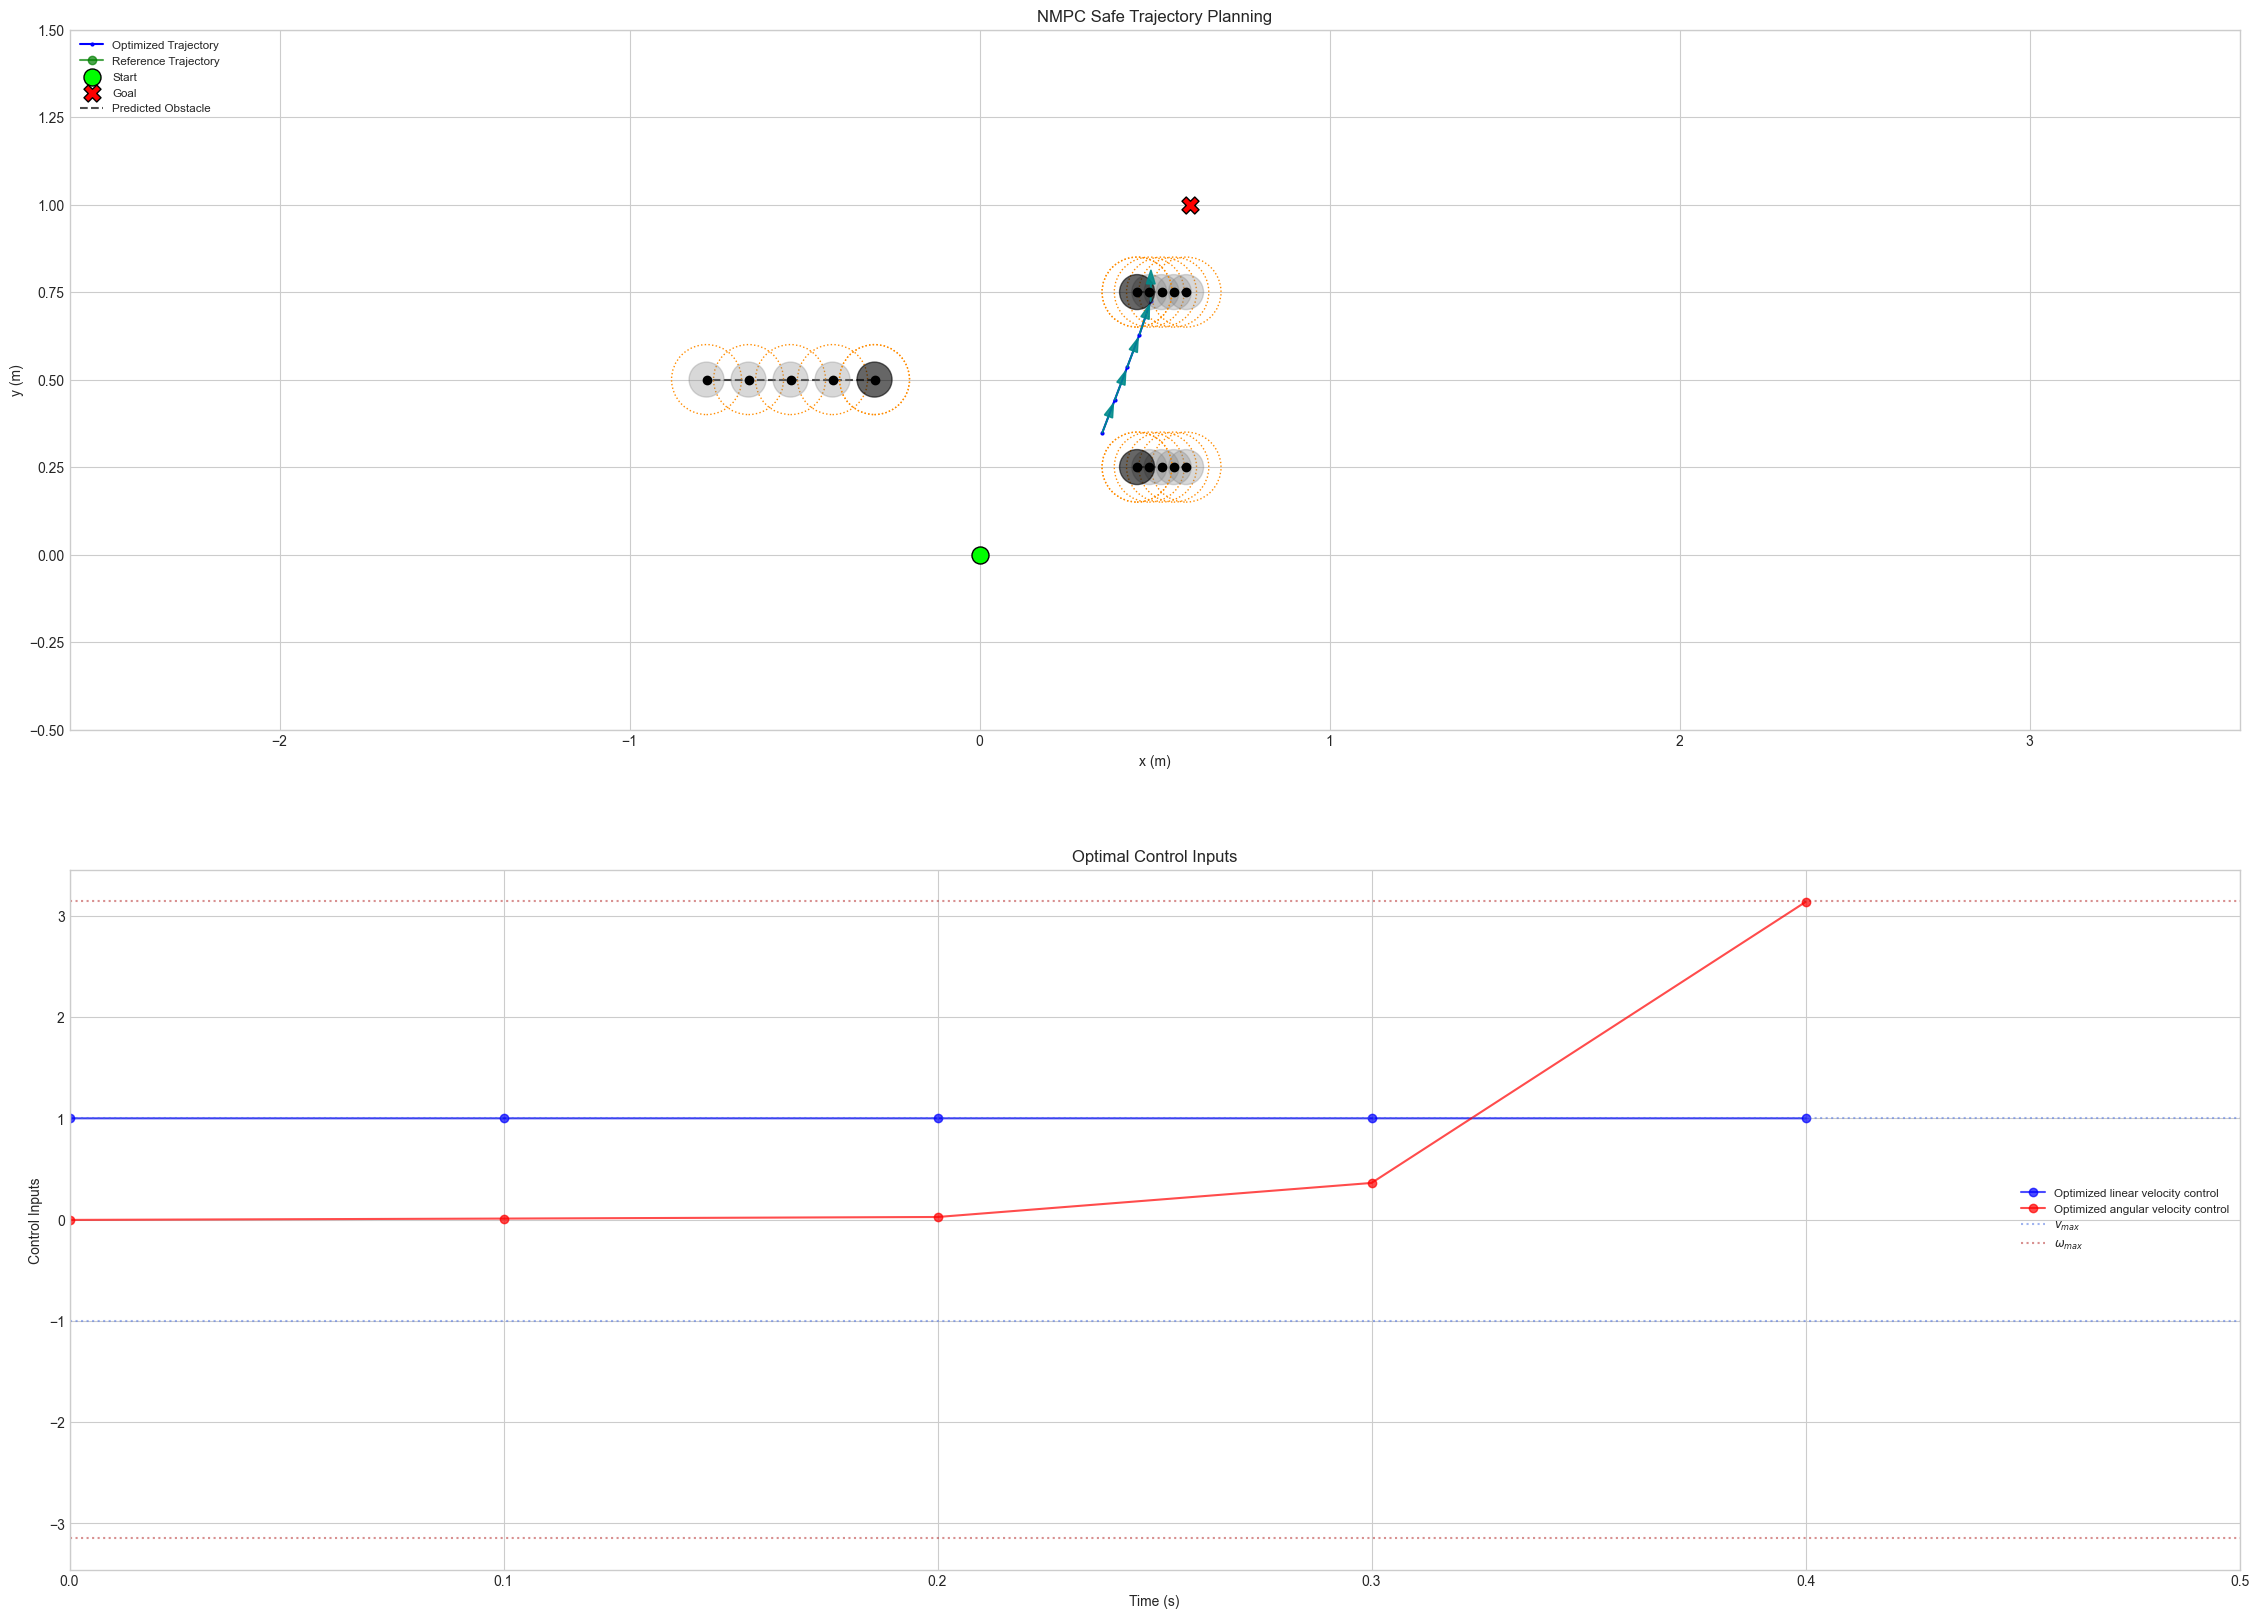 NMPC Safe Trajectory Planning
1.50
1.25
1.00
0.75
0.50
0.25
0.00
−0.25
−0.50
y (m)
Optimized Trajectory
Reference Trajectory
Start
Goal
Predicted Obstacle
−2
−1
0
1
2
3
x (m)
Optimal Control Inputs
3
2
1
0
−1
−2
−3
Control Inputs
Optimized linear velocity control
Optimized angular velocity control
v_max
ω_max
0.0
0.1
0.2
0.3
0.4
0.5
Time (s)